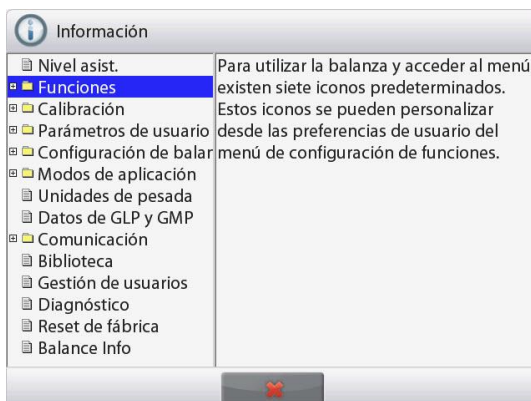 Información
Nivel asist.
Funciones
Calibración
Parámetros de usuario
Configuración de balar
Modos de aplicación
Unidades de pesada
Datos de GLP y GMP
Comunicación
Biblioteca
Gestión de usuarios
Diagnóstico
Reset de fábrica
Balance Info
Para utilizar la balanza y acceder al menú
existen siete iconos predeterminados.
Estos iconos se pueden personalizar
desde las preferencias de usuario del
menú de configuración de funciones.